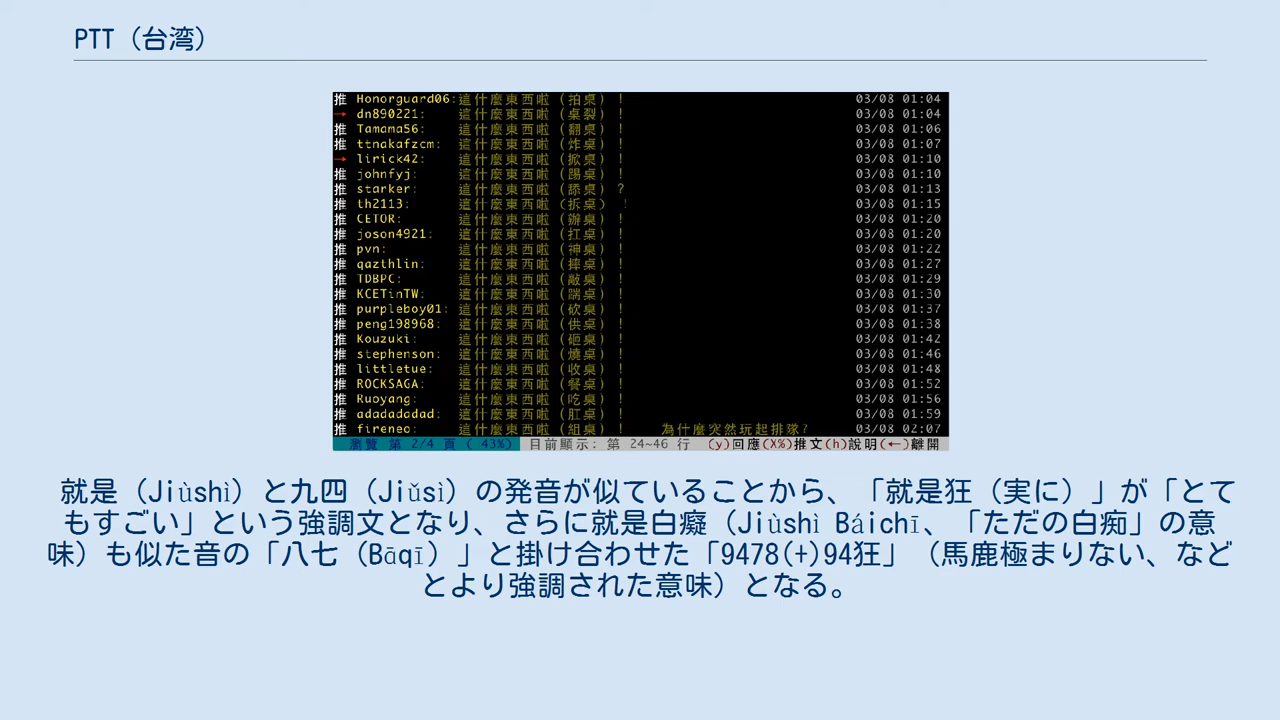 PTT（台湾）
推 Honorguard06:這什麼東西啦（拍桌）！ 03/08 01:04
→ dn890221: 這什麼東西啦（桌裂）！ 03/08 01:04
推 Tamama56: 這什麼東西啦（翻桌）！ 03/08 01:06
推 ttnakafzcm: 這什麼東西啦（炸桌）！ 03/08 01:07
→ lirick42: 這什麼東西啦（掀桌）！ 03/08 01:10
推 johnfyj: 這什麼東西啦（踢桌）！ 03/08 01:10
推 starker: 這什麼東西啦（舔桌）？ 03/08 01:13
推 th2113: 這什麼東西啦（拆桌）！ 03/08 01:15
推 CETOR: 這什麼東西啦（辦桌）！ 03/08 01:20
推 joson4921: 這什麼東西啦（扛桌）！ 03/08 01:20
推 pvn: 這什麼東西啦（神桌）！ 03/08 01:22
推 qazthlin: 這什麼東西啦（摔桌）！ 03/08 01:27
推 TDBPC: 這什麼東西啦（敲桌）！ 03/08 01:29
推 KCETinTW: 這什麼東西啦（踹桌）！ 03/08 01:30
推 purpleboy01: 這什麼東西啦（砍桌）！ 03/08 01:37
推 peng198968: 這什麼東西啦（供桌）！ 03/08 01:38
推 Kouzuki: 這什麼東西啦（砸桌）！ 03/08 01:42
推 stephenson: 這什麼東西啦（燒桌）！ 03/08 01:46
推 littletue: 這什麼東西啦（收桌）！ 03/08 01:48
推 ROCKSAGA: 這什麼東西啦（餐桌）！ 03/08 01:52
推 Ruoyang: 這什麼東西啦（吃桌）！ 03/08 01:56
推 adadadadad: 這什麼東西啦（肛桌）！ 03/08 01:59
推 fireneo: 這什麼東西啦（組桌）！ 為什麼突然玩起排隊? 03/08 02:07
瀏覽 第 2/4 頁 ( 43%) 目前顯示: 第 24~46 行 (y)回應(X%)推文(h)說明(←)離開
就是（Jiùshì）と九四（Jiǔsì）の発音が似ていることから、「就是狂（実に）」が「とて
もすごい」という強調文となり、さらに就是白癡（Jiùshì Báichī、「ただの白痴」の意
味）も似た音の「八七（Bāqī）」と掛け合わせた「9478(+)94狂」（馬鹿極まりない、など
とより強調された意味）となる。